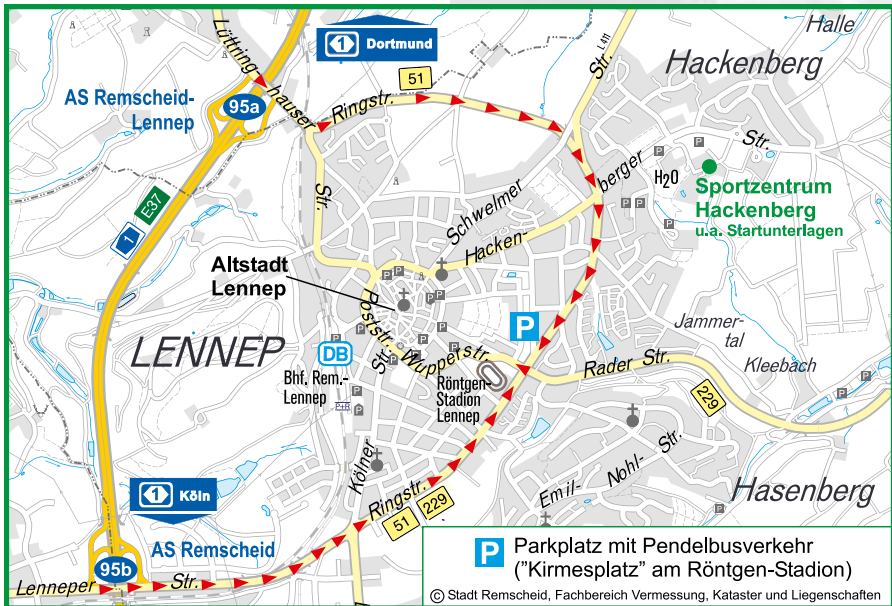 1 Dortmund
Halle
Lüttring-
hauser
Str.
L 411
Str.
Hackenberg
AS Remscheid-
Lennep
95a
51
Ringstr.
Str.
P
P
H2O
berger
Sportzentrum
Hackenberg
u.a. Startunterlagen
E37
1
Schwelmer
Hacken-
P P
Altstadt
Lennep
P P
P P
P P
P
Poststr.
Jammer-
tal
Kleebach
LENNEP
DB
Str.
Wupperstr.
P
Rader Str.
229
Bhf. Rem.-
Lennep
P+R
Röntgen-
Stadion
Lennep
P
P
Kölner
Emil-
Nohl-
Str.
Hasenberg
1 Köln
Ringstr.
51
229
AS Remscheid
95b
Lenneper
Str.
P Parkplatz mit Pendelbusverkehr
("Kirmesplatz" am Röntgen-Stadion)
© Stadt Remscheid, Fachbereich Vermessung, Kataster und Liegenschaften